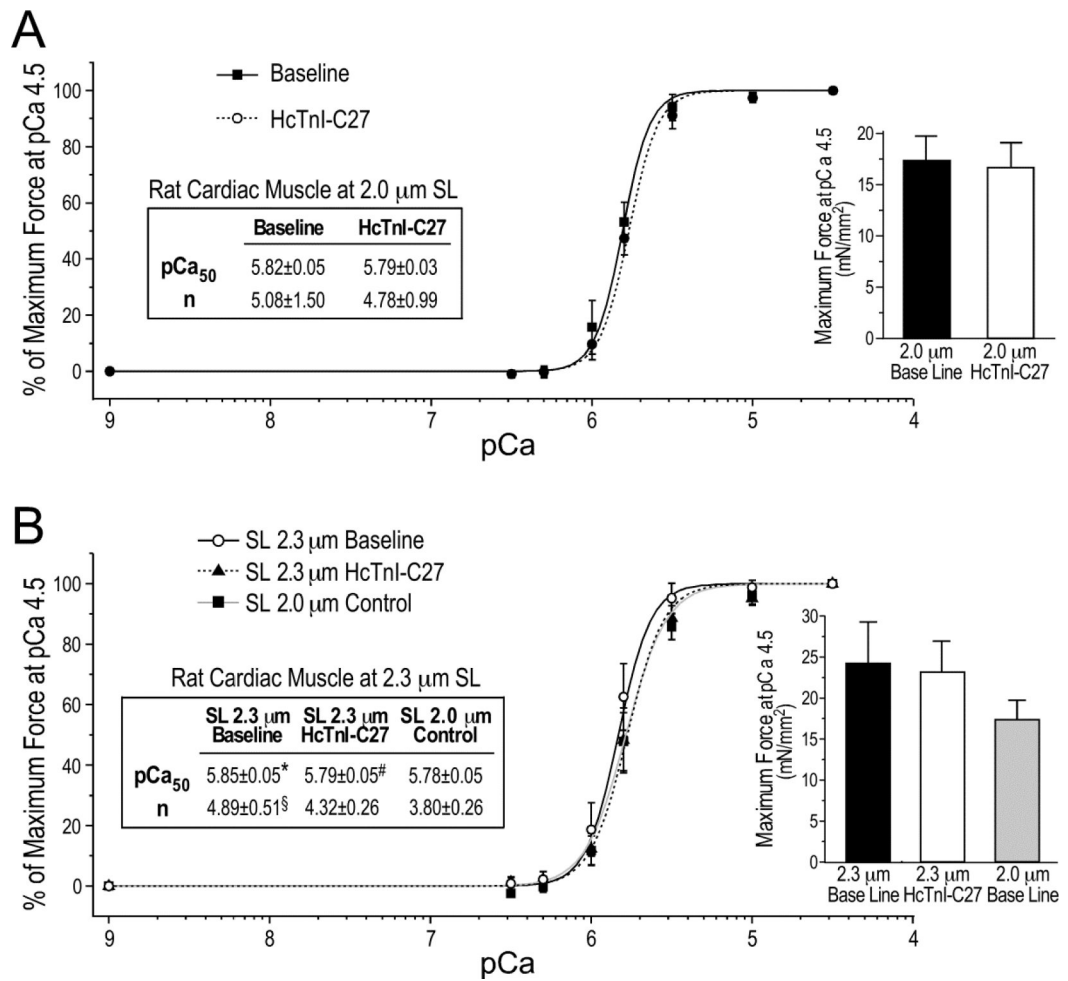 A
% of Maximum Force at pCa 4.5
100
80
60
40
20
0
Baseline
HcTnI-C27
Rat Cardiac Muscle at 2.0 μm SL
Baseline HcTnI-C27
pCa50 5.82±0.05 5.79±0.03
n 5.08±1.50 4.78±0.99
9 8 7 6 5 4
pCa
Maximum Force at pCa 4.5
(mN/mm²)
20
15
10
5
0
2.0 μm 2.0 μm
Base Line HcTnI-C27
B
% of Maximum Force at pCa 4.5
100
80
60
40
20
0
SL 2.3 μm Baseline
SL 2.3 μm HcTnI-C27
SL 2.0 μm Control
Rat Cardiac Muscle at 2.3 μm SL
SL 2.3 μm SL 2.3 μm SL 2.0 μm
Baseline HcTnI-C27 Control
pCa50 5.85±0.05* 5.79±0.05# 5.78±0.05
n 4.89±0.51§ 4.32±0.26 3.80±0.26
9 8 7 6 5 4
pCa
Maximum Force at pCa 4.5
(mN/mm²)
30
25
20
15
10
5
0
2.3 μm 2.3 μm 2.0 μm
Base Line HcTnI-C27 Base Line